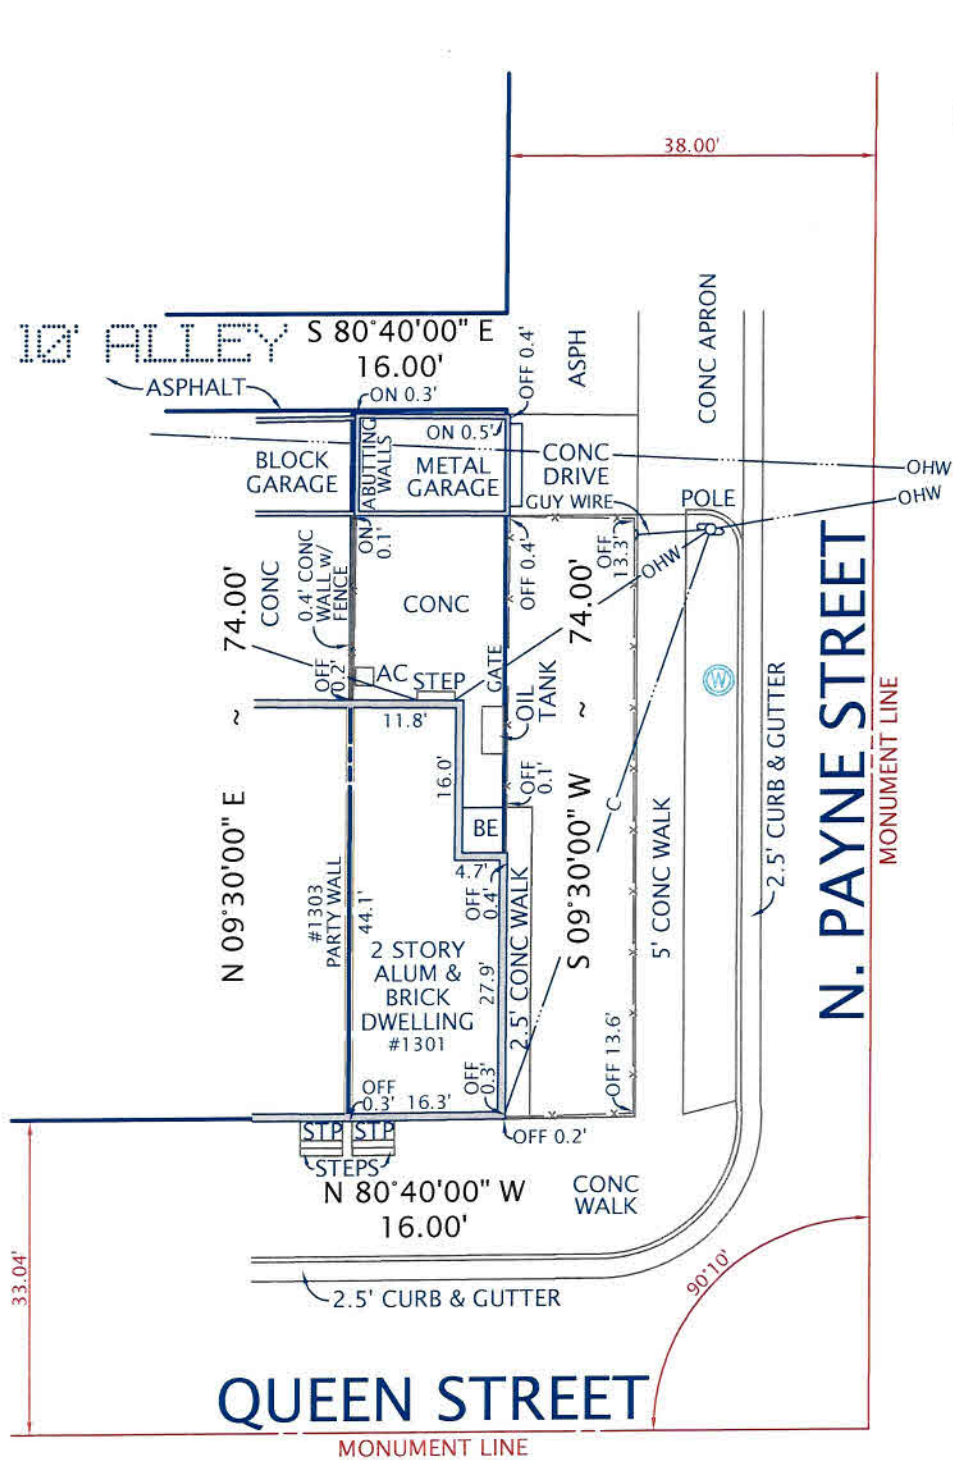 38.00'
10' ALLEY
S 80°40'00" E
16.00'
ASPHALT
ON 0.3'
OFF 0.4'
ASPH
CONC APRON
ABUTTING
WALLS
ON 0.5'
BLOCK
GARAGE
METAL
GARAGE
CONC
DRIVE
OHW
OHW
GUY WIRE
POLE
ON
0.1'
OFF 0.4'
OFF
13.3'
OHW
CONC
0.4' CONC
WALL W/
FENCE
CONC
74.00'
74.00'
OFF
0.2'
AC
STEP
GATE
OIL
TANK
W
11.8'
~
~
16.0'
OFF
0.1'
BE
N 09°30'00" E
S 09°30'00" W
C
#1303
PARTY WALL
44.1'
4.7'
OFF
0.4'
2.5' CONC WALK
5' CONC WALK
2.5' CURB & GUTTER
N. PAYNE STREET
MONUMENT LINE
2 STORY
ALUM &
BRICK
DWELLING
#1301
27.9'
OFF
0.3'
OFF 13.6'
OFF
0.3'
16.3'
STP
STP
STEPS
OFF 0.2'
N 80°40'00" W
16.00'
CONC
WALK
33.04'
90°10'
2.5' CURB & GUTTER
QUEEN STREET
MONUMENT LINE